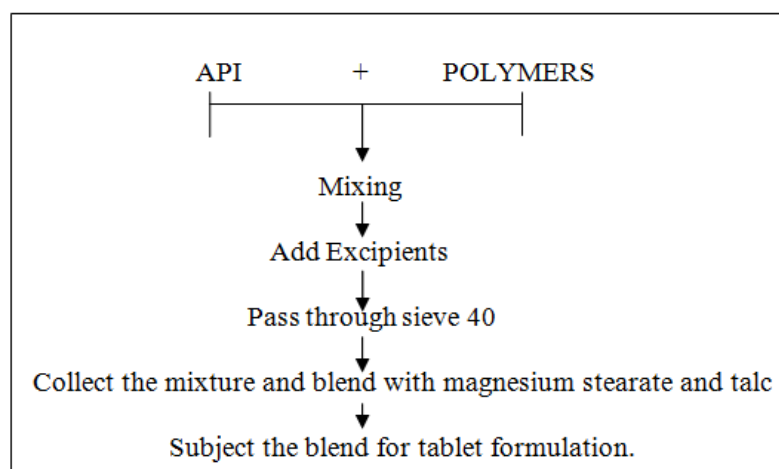 API + POLYMERS
Mixing
Add Excipients
Pass through sieve 40
Collect the mixture and blend with magnesium stearate and talc
Subject the blend for tablet formulation.